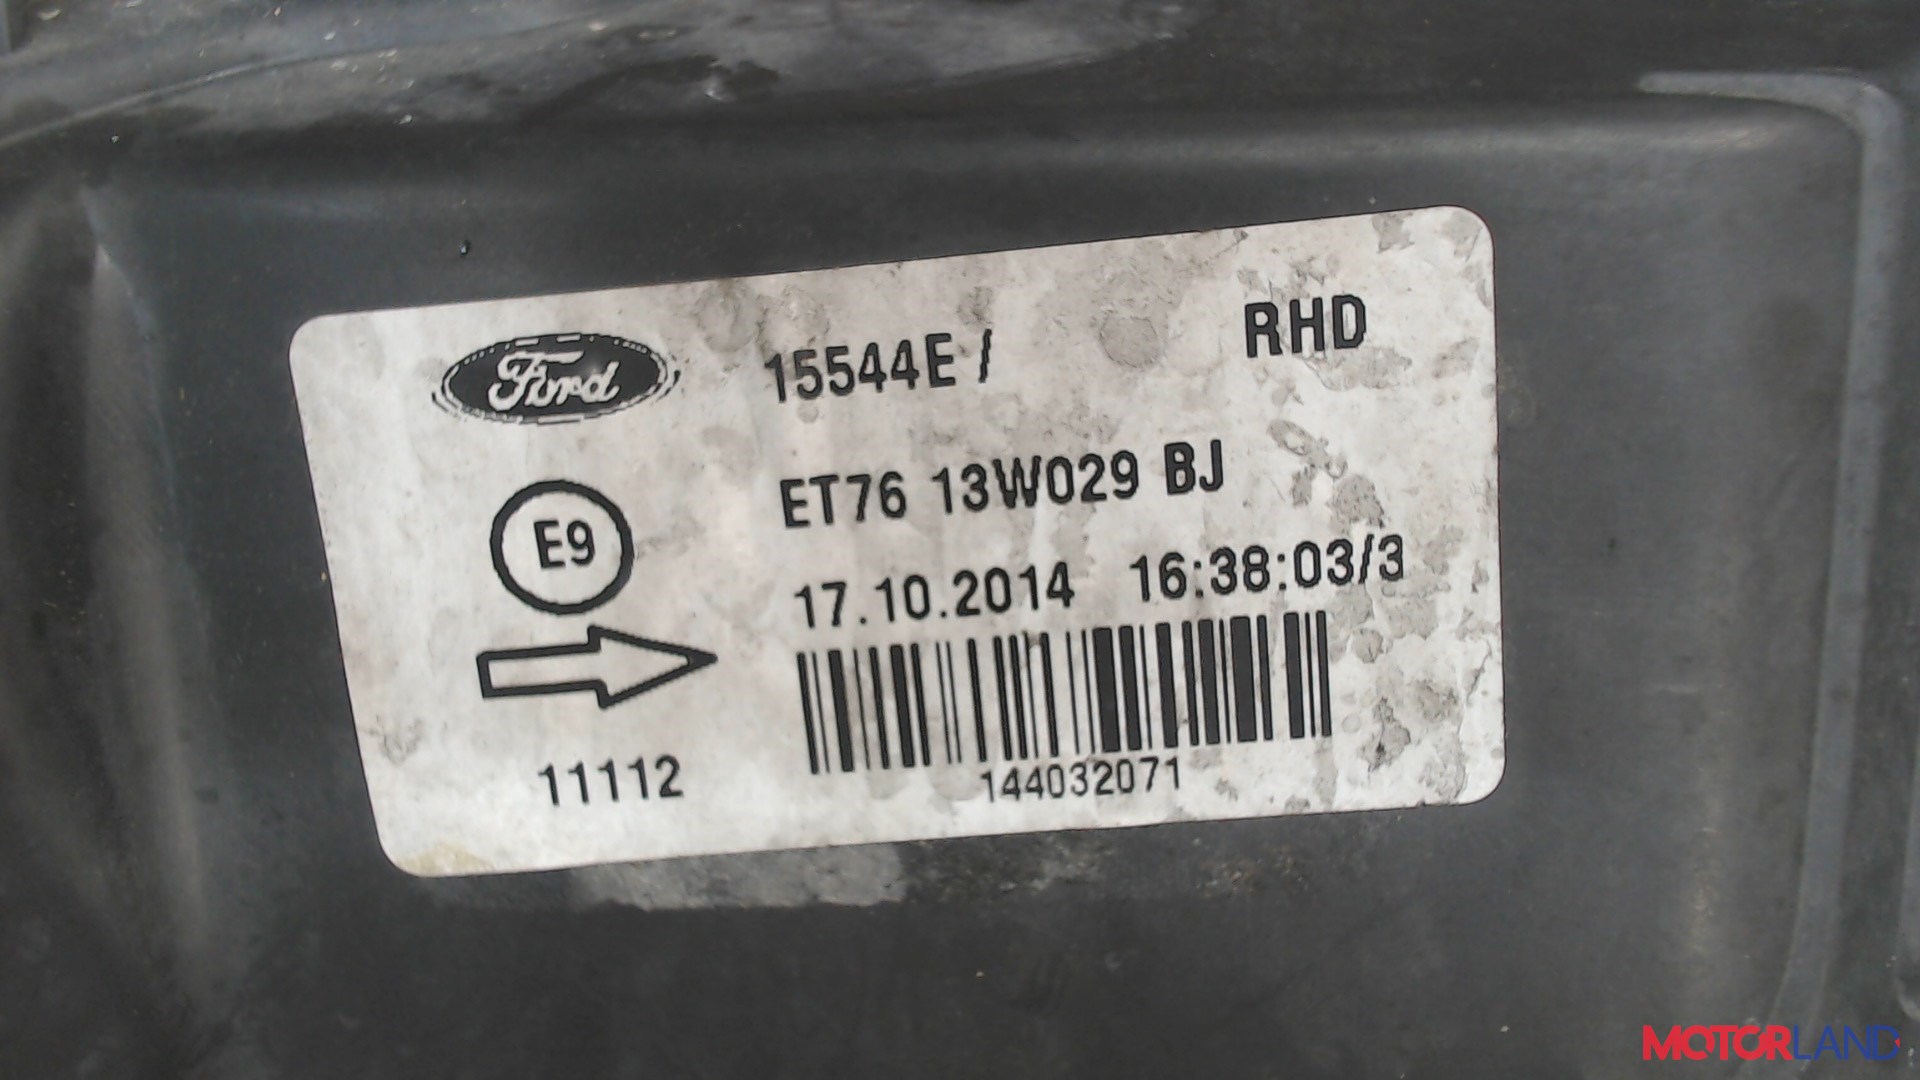 Ford
15544E /
RHD
ET76 13W029 BJ
E9
17.10.2014 16:38:03/3
11112
144032071
MOTORLAND